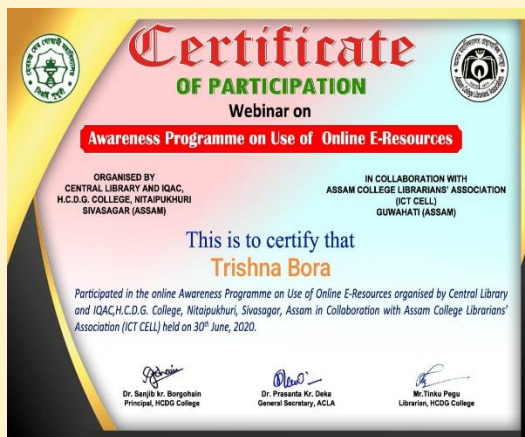 Certificate
OF PARTICIPATION
Webinar on
Awareness Programme on Use of Online E-Resources
ORGANISED BY
CENTRAL LIBRARY AND IQAC,
H.C.D.G. COLLEGE, NITAIPUKHURI
SIVASAGAR (ASSAM)
IN COLLABORATION WITH
ASSAM COLLEGE LIBRARIANS' ASSOCIATION
(ICT CELL)
GUWAHATI (ASSAM)
This is to certify that
Trishna Bora
Participated in the online Awareness Programme on Use of Online E-Resources organised by Central Library
and IQAC,H.C.D.G. College, Nitaipukhuri, Sivasagar, Assam in Collaboration with Assam College Librarians'
Association (ICT CELL) held on 30th June, 2020.
Dr. Sanjib kr. Borgohain
Principal, HCDG College
Dr. Prasanta Kr. Deka
General Secretary, ACLA
Mr.Tinku Pegu
Librarian, HCDG College